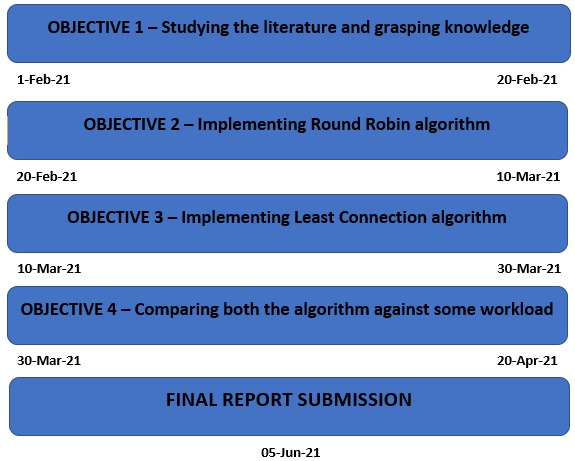 OBJECTIVE 1 – Studying the literature and grasping knowledge
1-Feb-21 20-Feb-21
OBJECTIVE 2 – Implementing Round Robin algorithm
20-Feb-21 10-Mar-21
OBJECTIVE 3 – Implementing Least Connection algorithm
10-Mar-21 30-Mar-21
OBJECTIVE 4 – Comparing both the algorithm against some workload
30-Mar-21 20-Apr-21
FINAL REPORT SUBMISSION
05-Jun-21